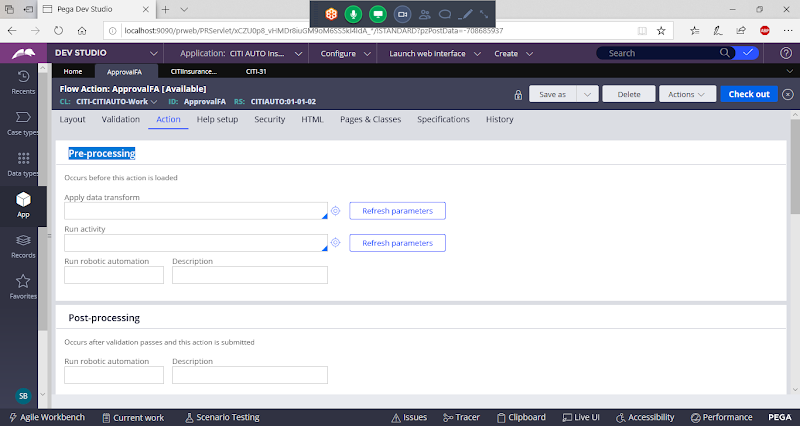 Pega Dev Studio
localhost:9090/prweb/PRServlet/xCZU0p8_vHMDr8iuGM9oM6SS5kI4IdA_*/!STANDARD?pzPostData=-708685937
DEV STUDIO
Application: CITI AUTO Ins...
Configure
Launch web interface
Create
Search
Home
ApprovalFA
CITIInsurance...
CITI-31
Flow Action: ApprovalFA [Available]
CL: CITI-CITIAUTO-Work ID: ApprovalFA RS: CITIAUTO:01-01-02
Save as
Delete
Actions
Check out
Layout
Validation
Action
Help setup
Security
HTML
Pages & Classes
Specifications
History
Recents
Case types
Data types
App
Records
Favorites
SB
Pre-processing
Occurs before this action is loaded
Apply data transform
Refresh parameters
Run activity
Refresh parameters
Run robotic automation
Description
Post-processing
Occurs after validation passes and this action is submitted
Run robotic automation
Description
Agile Workbench
Current work
Scenario Testing
Issues
Tracer
Clipboard
Live UI
Accessibility
Performance
PEGA